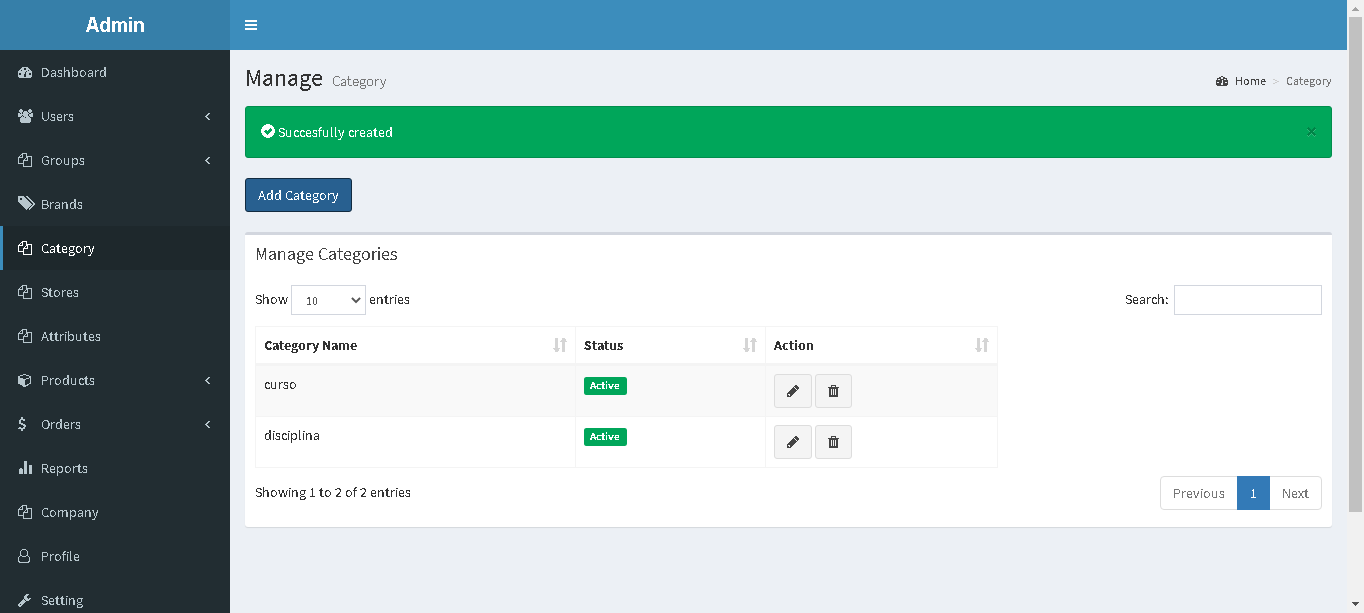 Admin
Dashboard
Users
Groups
Brands
Category
Stores
Attributes
Products
Orders
Reports
Company
Profile
Setting
Manage Category
Home > Category
Succesfully created ×
Add Category
Manage Categories
Show 10 entries Search:
Category Name Status Action
curso Active
disciplina Active
Showing 1 to 2 of 2 entries Previous 1 Next